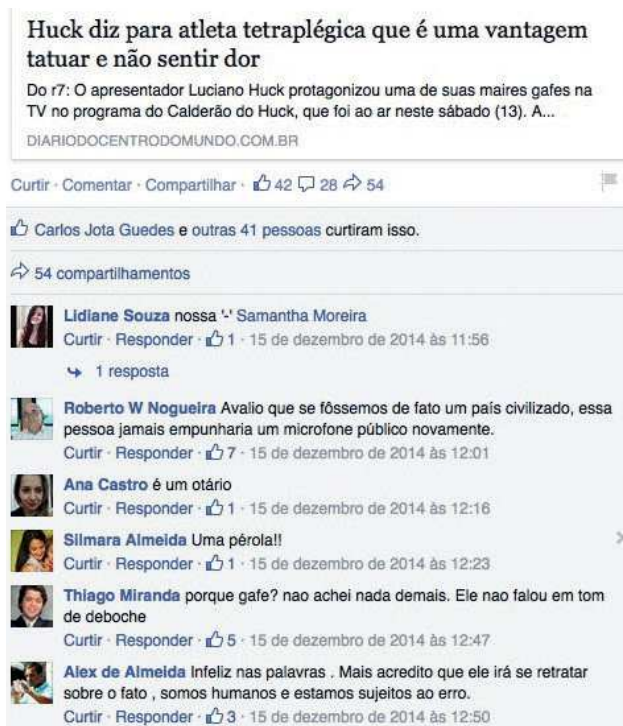 Huck diz para atleta tetraplégica que é uma vantagem
tatuar e não sentir dor
Do r7: O apresentador Luciano Huck protagonizou uma de suas maires gafes na
TV no programa do Calderão do Huck, que foi ao ar neste sábado (13). A...
DIARIODOCENTRODOMUNDO.COM.BR
Curtir · Comentar · Compartilhar · 42 28 54
Carlos Jota Guedes e outras 41 pessoas curtiram isso.
54 compartilhamentos
Lidiane Souza nossa '-' Samantha Moreira
Curtir · Responder · 1 · 15 de dezembro de 2014 às 11:56
1 resposta
Roberto W Nogueira Avalio que se fôssemos de fato um país civilizado, essa
pessoa jamais empunharia um microfone público novamente.
Curtir · Responder · 7 · 15 de dezembro de 2014 às 12:01
Ana Castro é um otário
Curtir · Responder · 1 · 15 de dezembro de 2014 às 12:16
Silmara Almeida Uma pérola!!
Curtir · Responder · 1 · 15 de dezembro de 2014 às 12:23
Thiago Miranda porque gafe? nao achei nada demais. Ele nao falou em tom
de deboche
Curtir · Responder · 5 · 15 de dezembro de 2014 às 12:47
Alex de Almeida Infeliz nas palavras . Mais acredito que ele irá se retratar
sobre o fato , somos humanos e estamos sujeitos ao erro.
Curtir · Responder · 3 · 15 de dezembro de 2014 às 12:50